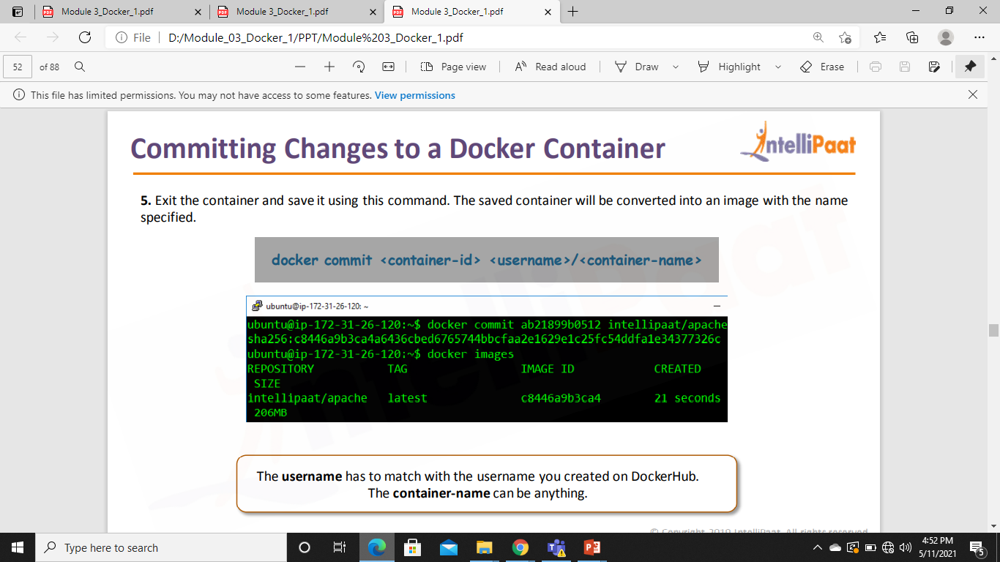 Module 3_Docker_1.pdf
Module 3_Docker_1.pdf
Module 3_Docker_1.pdf
File
D:/Module_03_Docker_1/PPT/Module%203_Docker_1.pdf
52 of 88
Page view
Read aloud
Draw
Highlight
Erase
This file has limited permissions. You may not have access to some features. View permissions
Committing Changes to a Docker Container
IntelliPaat
5. Exit the container and save it using this command. The saved container will be converted into an image with the name
specified.
docker commit <container-id> <username>/<container-name>
ubuntu@ip-172-31-26-120: ~
ubuntu@ip-172-31-26-120:~$ docker commit ab21899b0512 intellipaat/apache
sha256:c8446a9b3ca4a6436cbed6765744bbcfaa2e1629e1c25fc54ddfa1e34377326c
ubuntu@ip-172-31-26-120:~$ docker images
REPOSITORY TAG IMAGE ID CREATED
SIZE
intellipaat/apache latest c8446a9b3ca4 21 seconds
206MB
The username has to match with the username you created on DockerHub.
The container-name can be anything.
© Copyright 2019 IntelliPaat. All rights reserved
Type here to search
4:52 PM
5/11/2021
5